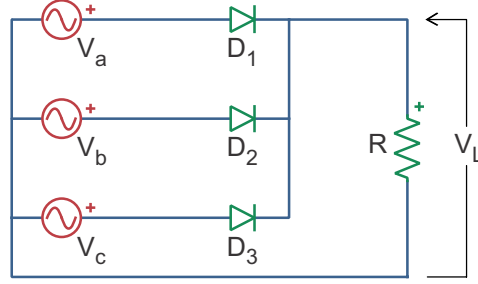 + +
Va D1
+
Vb D2
R VL
+
Vc D3